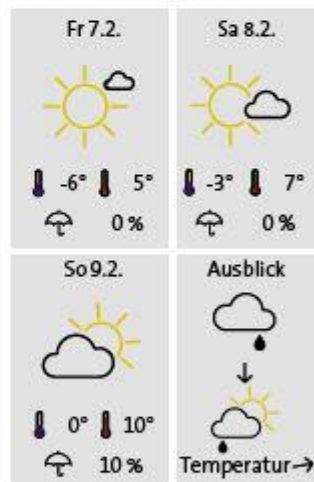 Fr 7.2.
-6° 5°
0 %
Sa 8.2.
-3° 7°
0 %
So 9.2.
0° 10°
10 %
Ausblick
Temperatur→